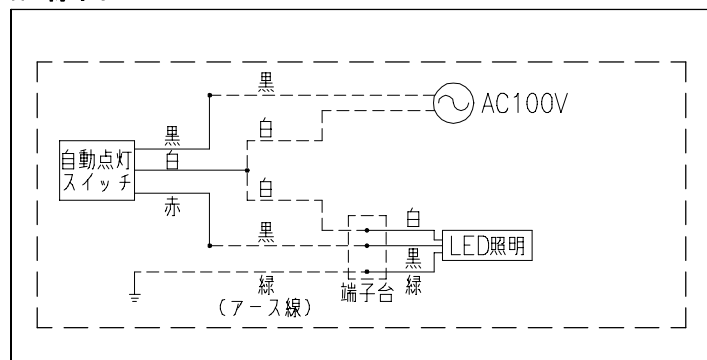 黒
AC100V
白
黒
自動点灯
スイッチ
白
赤
白
黒
白
LED照明
黒
緑
(アース線)
端子台
緑